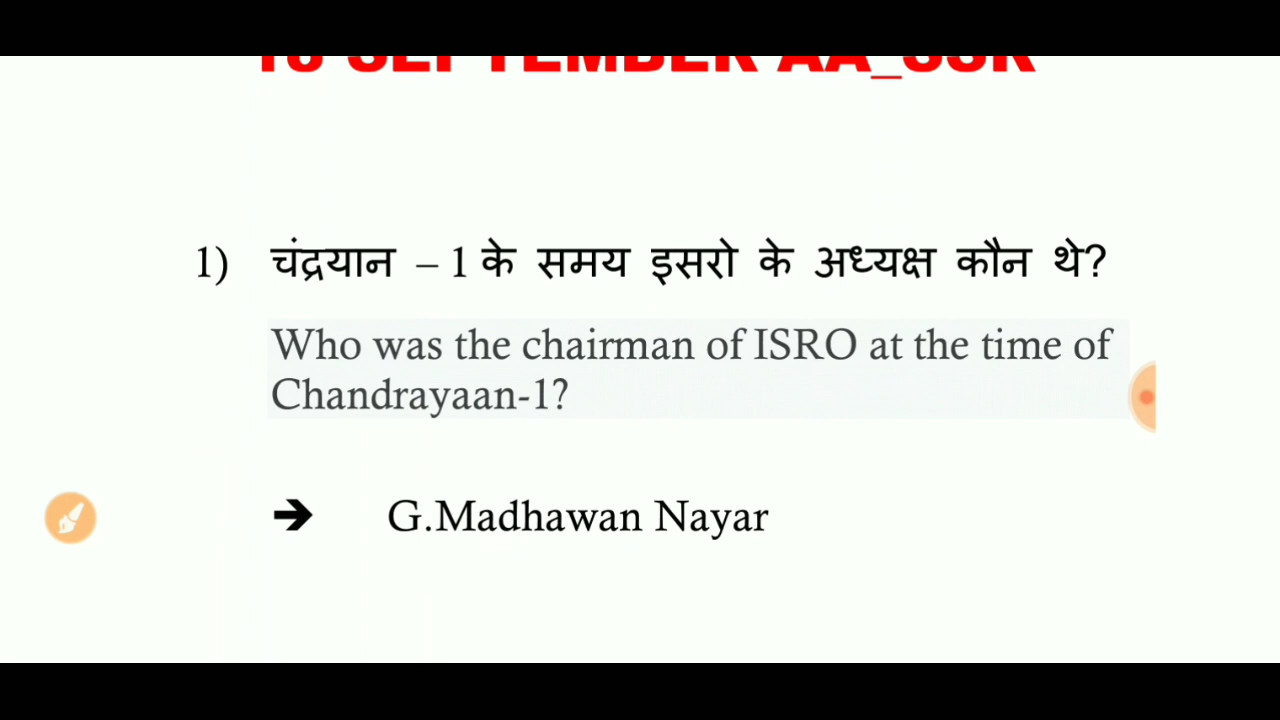 SEPTEMBER
1) चंद्रयान – 1 के समय इसरो के अध्यक्ष कौन थे?
Who was the chairman of ISRO at the time of
Chandrayaan-1?
➔ G.Madhawan Nayar